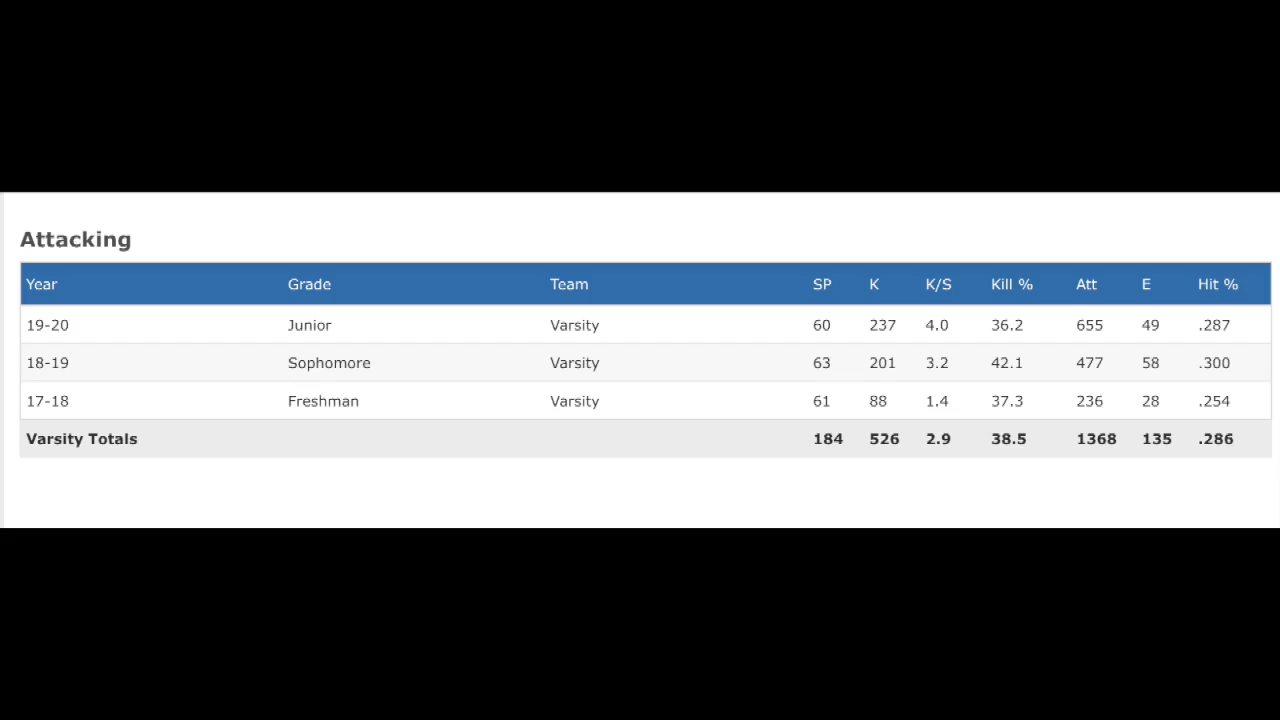 Attacking
Year Grade Team SP K K/S Kill % Att E Hit %
19-20 Junior Varsity 60 237 4.0 36.2 655 49 .287
18-19 Sophomore Varsity 63 201 3.2 42.1 477 58 .300
17-18 Freshman Varsity 61 88 1.4 37.3 236 28 .254
Varsity Totals 184 526 2.9 38.5 1368 135 .286